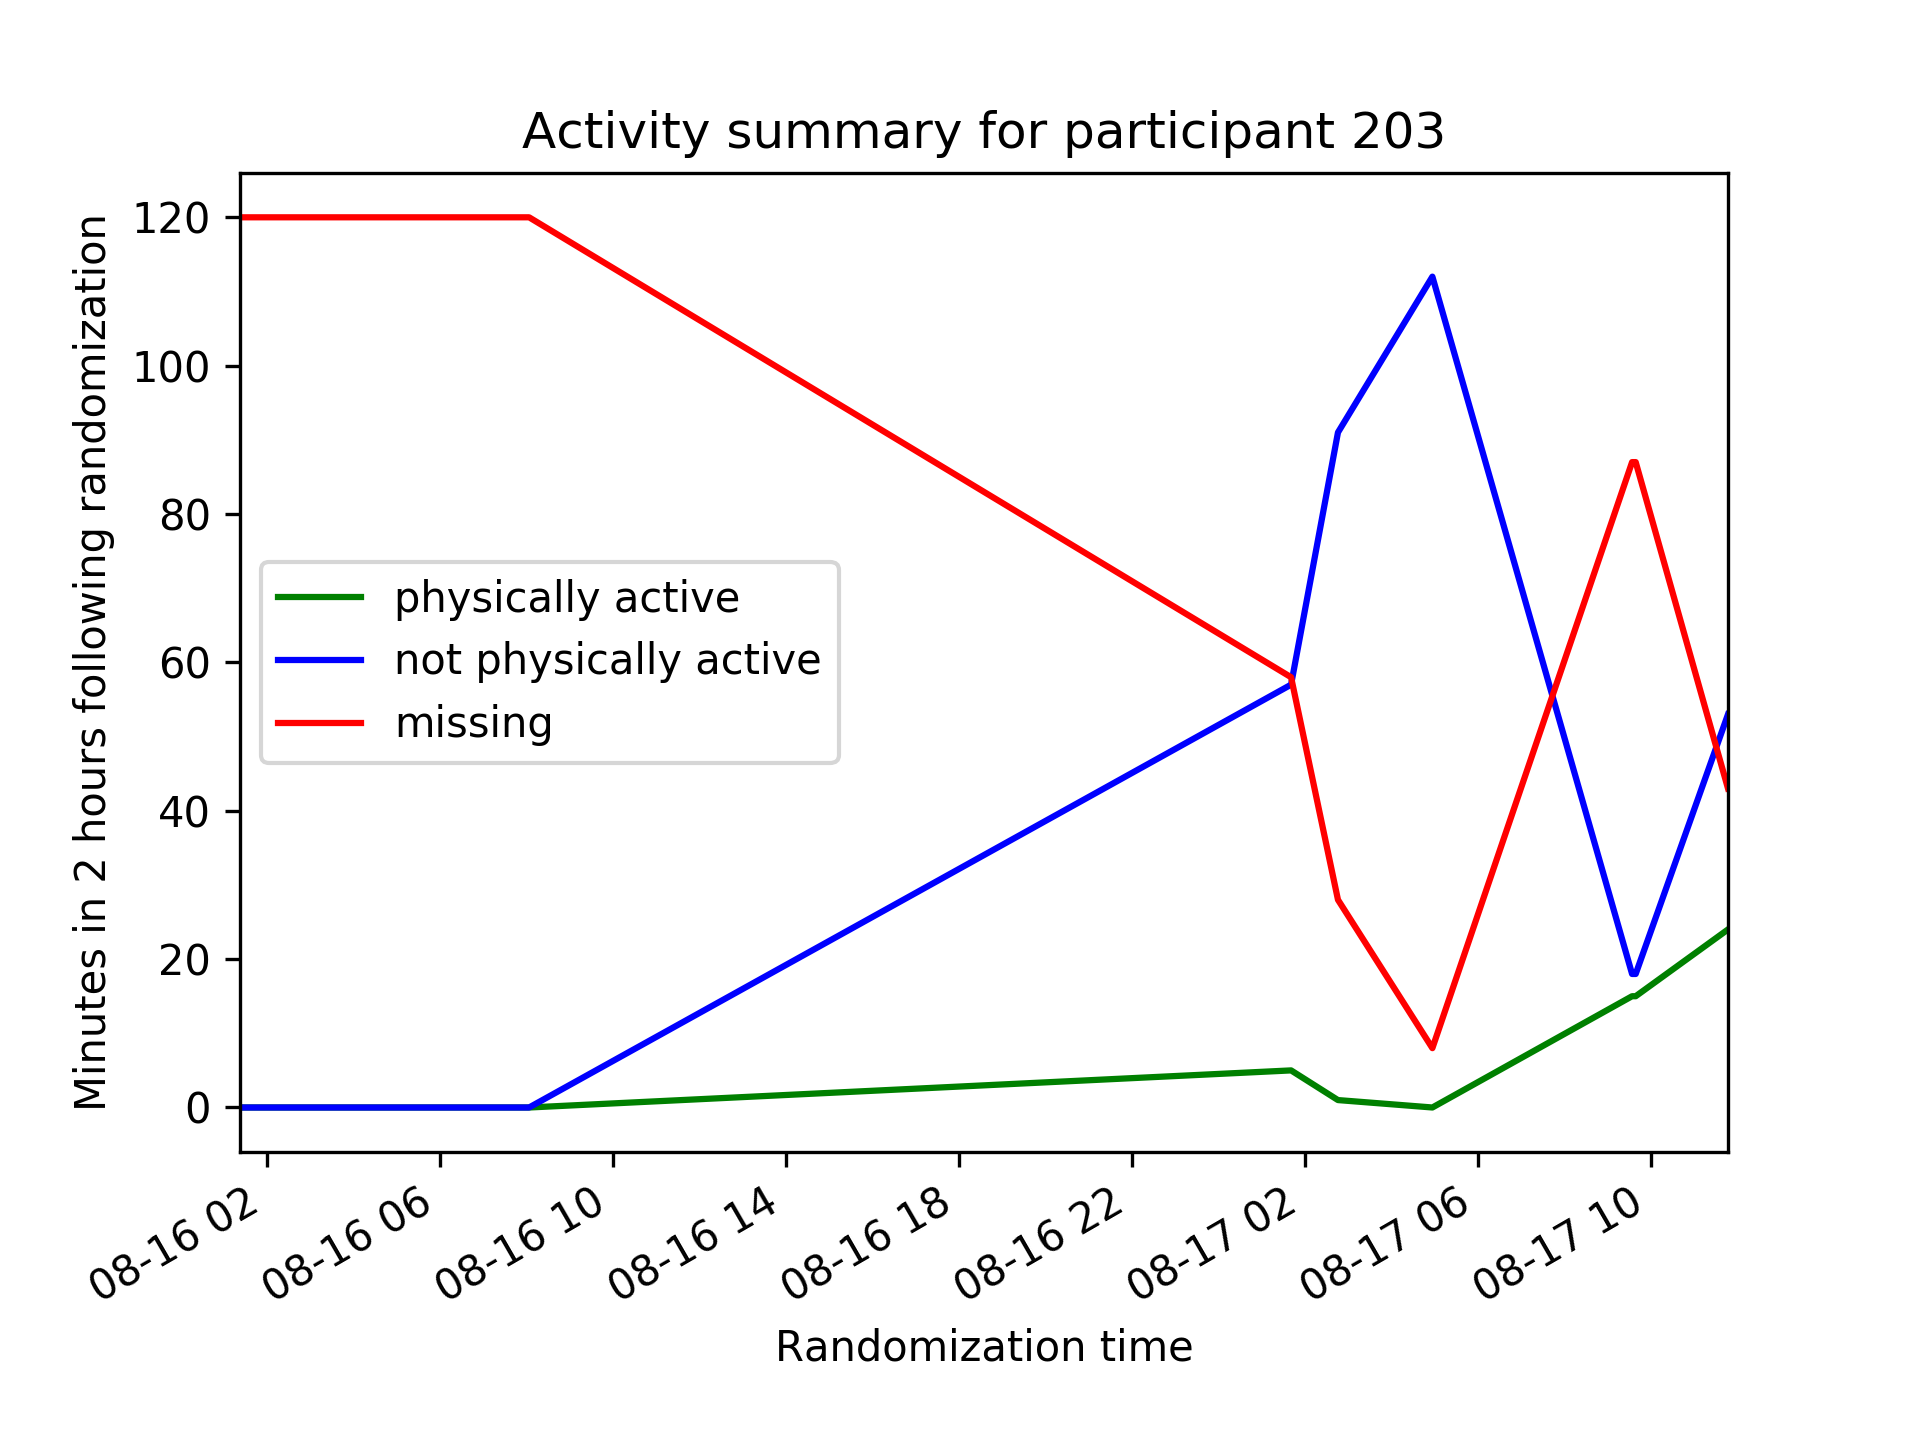 Activity summary for participant 203
Minutes in 2 hours following randomization
120
100
80
60
40
20
0
physically active
not physically active
missing
08-16 02
08-16 06
08-16 10
08-16 14
08-16 18
08-16 22
08-17 02
08-17 06
08-17 10
Randomization time